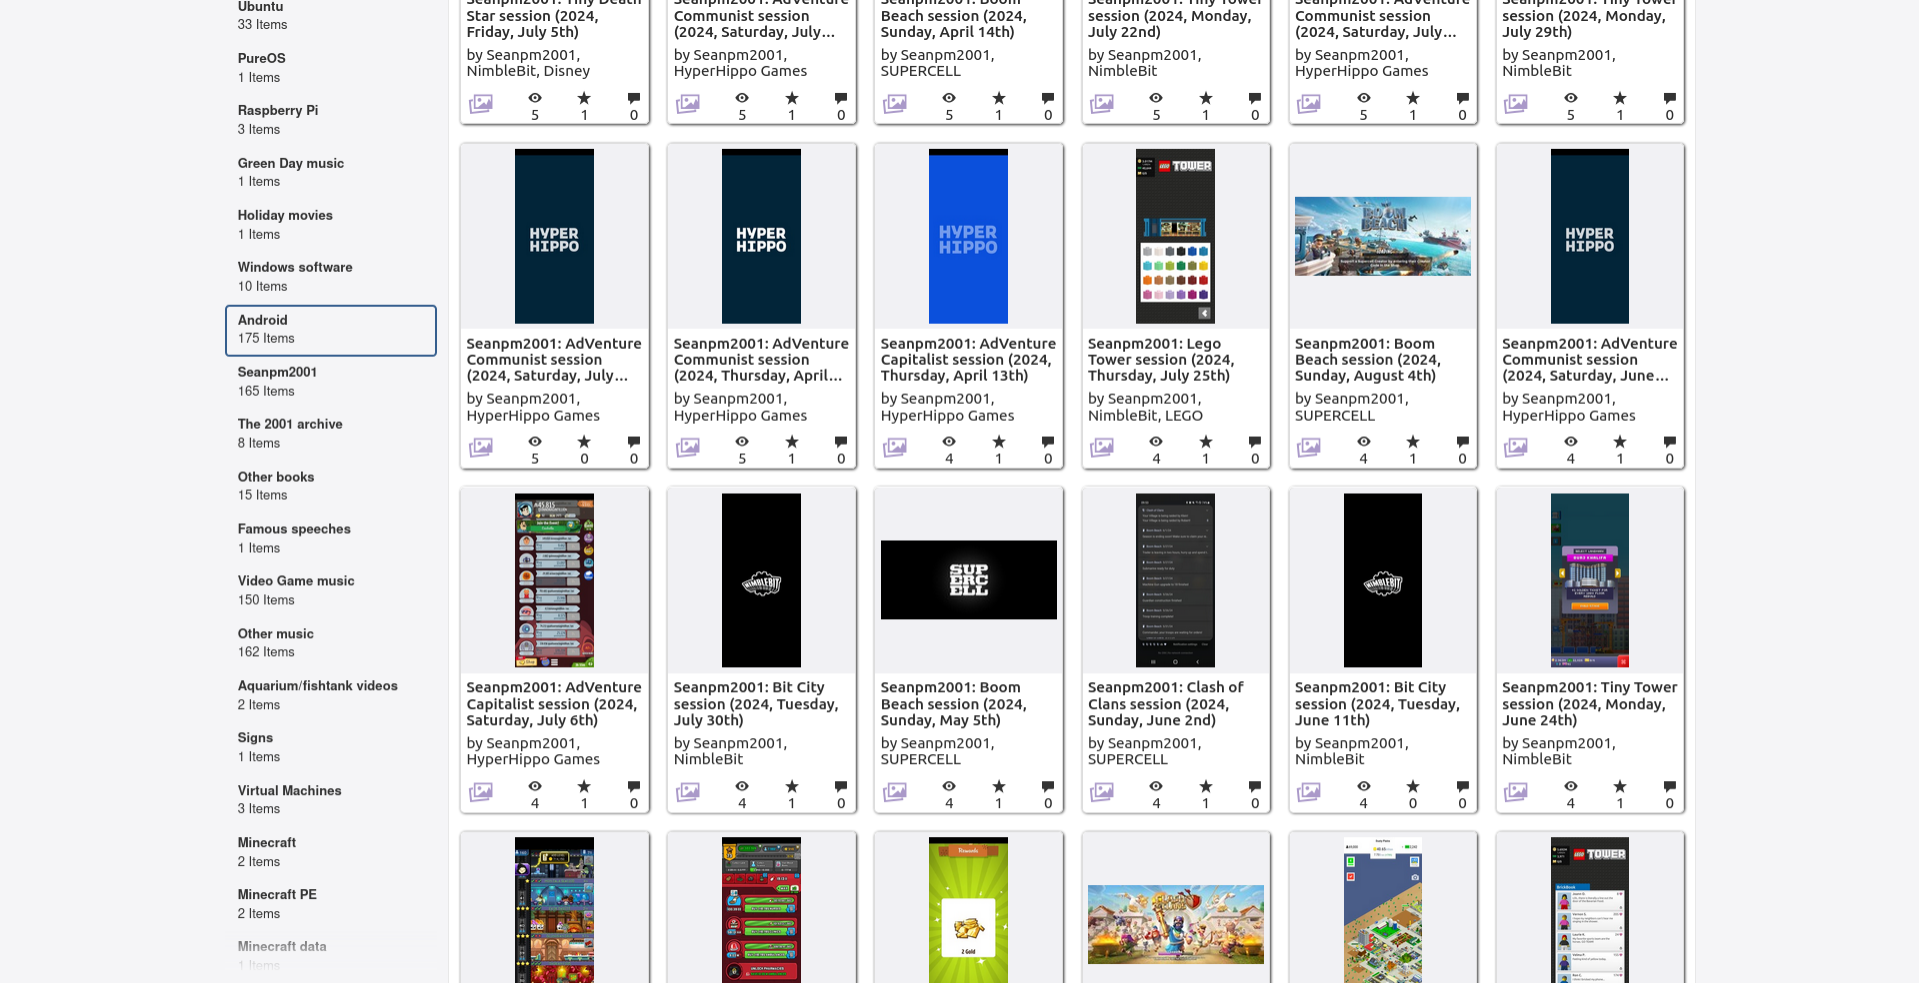 Ubuntu
33 Items
PureOS
1 Items
Raspberry Pi
3 Items
Green Day music
1 Items
Holiday movies
1 Items
Windows software
10 Items
Android
175 Items
Seanpm2001
165 Items
The 2001 archive
8 Items
Other books
15 Items
Famous speeches
1 Items
Video Game music
150 Items
Other music
162 Items
Aquarium/fishtank videos
2 Items
Signs
1 Items
Virtual Machines
3 Items
Minecraft
2 Items
Minecraft PE
2 Items
Minecraft data
1 Items
Seanpm2001: Tiny Death
Star session (2024,
Friday, July 5th)
by Seanpm2001,
NimbleBit, Disney
5 1 0
Seanpm2001: AdVenture
Communist session
(2024, Saturday, July...
by Seanpm2001,
HyperHippo Games
5 1 0
Seanpm2001: Boom
Beach session (2024,
Sunday, April 14th)
by Seanpm2001,
SUPERCELL
5 1 0
Seanpm2001: Tiny Tower
session (2024, Monday,
July 22nd)
by Seanpm2001,
NimbleBit
5 1 0
Seanpm2001: AdVenture
Communist session
(2024, Saturday, July...
by Seanpm2001,
HyperHippo Games
5 1 0
Seanpm2001: Tiny Tower
session (2024, Monday,
July 29th)
by Seanpm2001,
NimbleBit
5 1 0
HYPER
HIPPO
Seanpm2001: AdVenture
Communist session
(2024, Saturday, July...
by Seanpm2001,
HyperHippo Games
5 0 0
HYPER
HIPPO
Seanpm2001: AdVenture
Communist session
(2024, Thursday, April...
by Seanpm2001,
HyperHippo Games
5 1 0
HYPER
HIPPO
Seanpm2001: AdVenture
Capitalist session (2024,
Thursday, April 13th)
by Seanpm2001,
HyperHippo Games
4 1 0
LEGO TOWER
Seanpm2001: Lego
Tower session (2024,
Thursday, July 25th)
by Seanpm2001,
NimbleBit, LEGO
4 1 0
BOOM
BEACH
Seanpm2001: Boom
Beach session (2024,
Sunday, August 4th)
by Seanpm2001,
SUPERCELL
4 1 0
HYPER
HIPPO
Seanpm2001: AdVenture
Communist session
(2024, Saturday, June...
by Seanpm2001,
HyperHippo Games
4 1 0
Seanpm2001: AdVenture
Capitalist session (2024,
Saturday, July 6th)
by Seanpm2001,
HyperHippo Games
4 1 0
NIMBLEBIT
Seanpm2001: Bit City
session (2024, Tuesday,
July 30th)
by Seanpm2001,
NimbleBit
4 1 0
SUP
ERC
ELL
Seanpm2001: Boom
Beach session (2024,
Sunday, May 5th)
by Seanpm2001,
SUPERCELL
4 1 0
Seanpm2001: Clash of
Clans session (2024,
Sunday, June 2nd)
by Seanpm2001,
SUPERCELL
4 1 0
NIMBLEBIT
Seanpm2001: Bit City
session (2024, Tuesday,
June 11th)
by Seanpm2001,
NimbleBit
4 0 0
Seanpm2001: Tiny Tower
session (2024, Monday,
June 24th)
by Seanpm2001,
NimbleBit
4 1 0
Rewards
2 Gold
LEGO TOWER